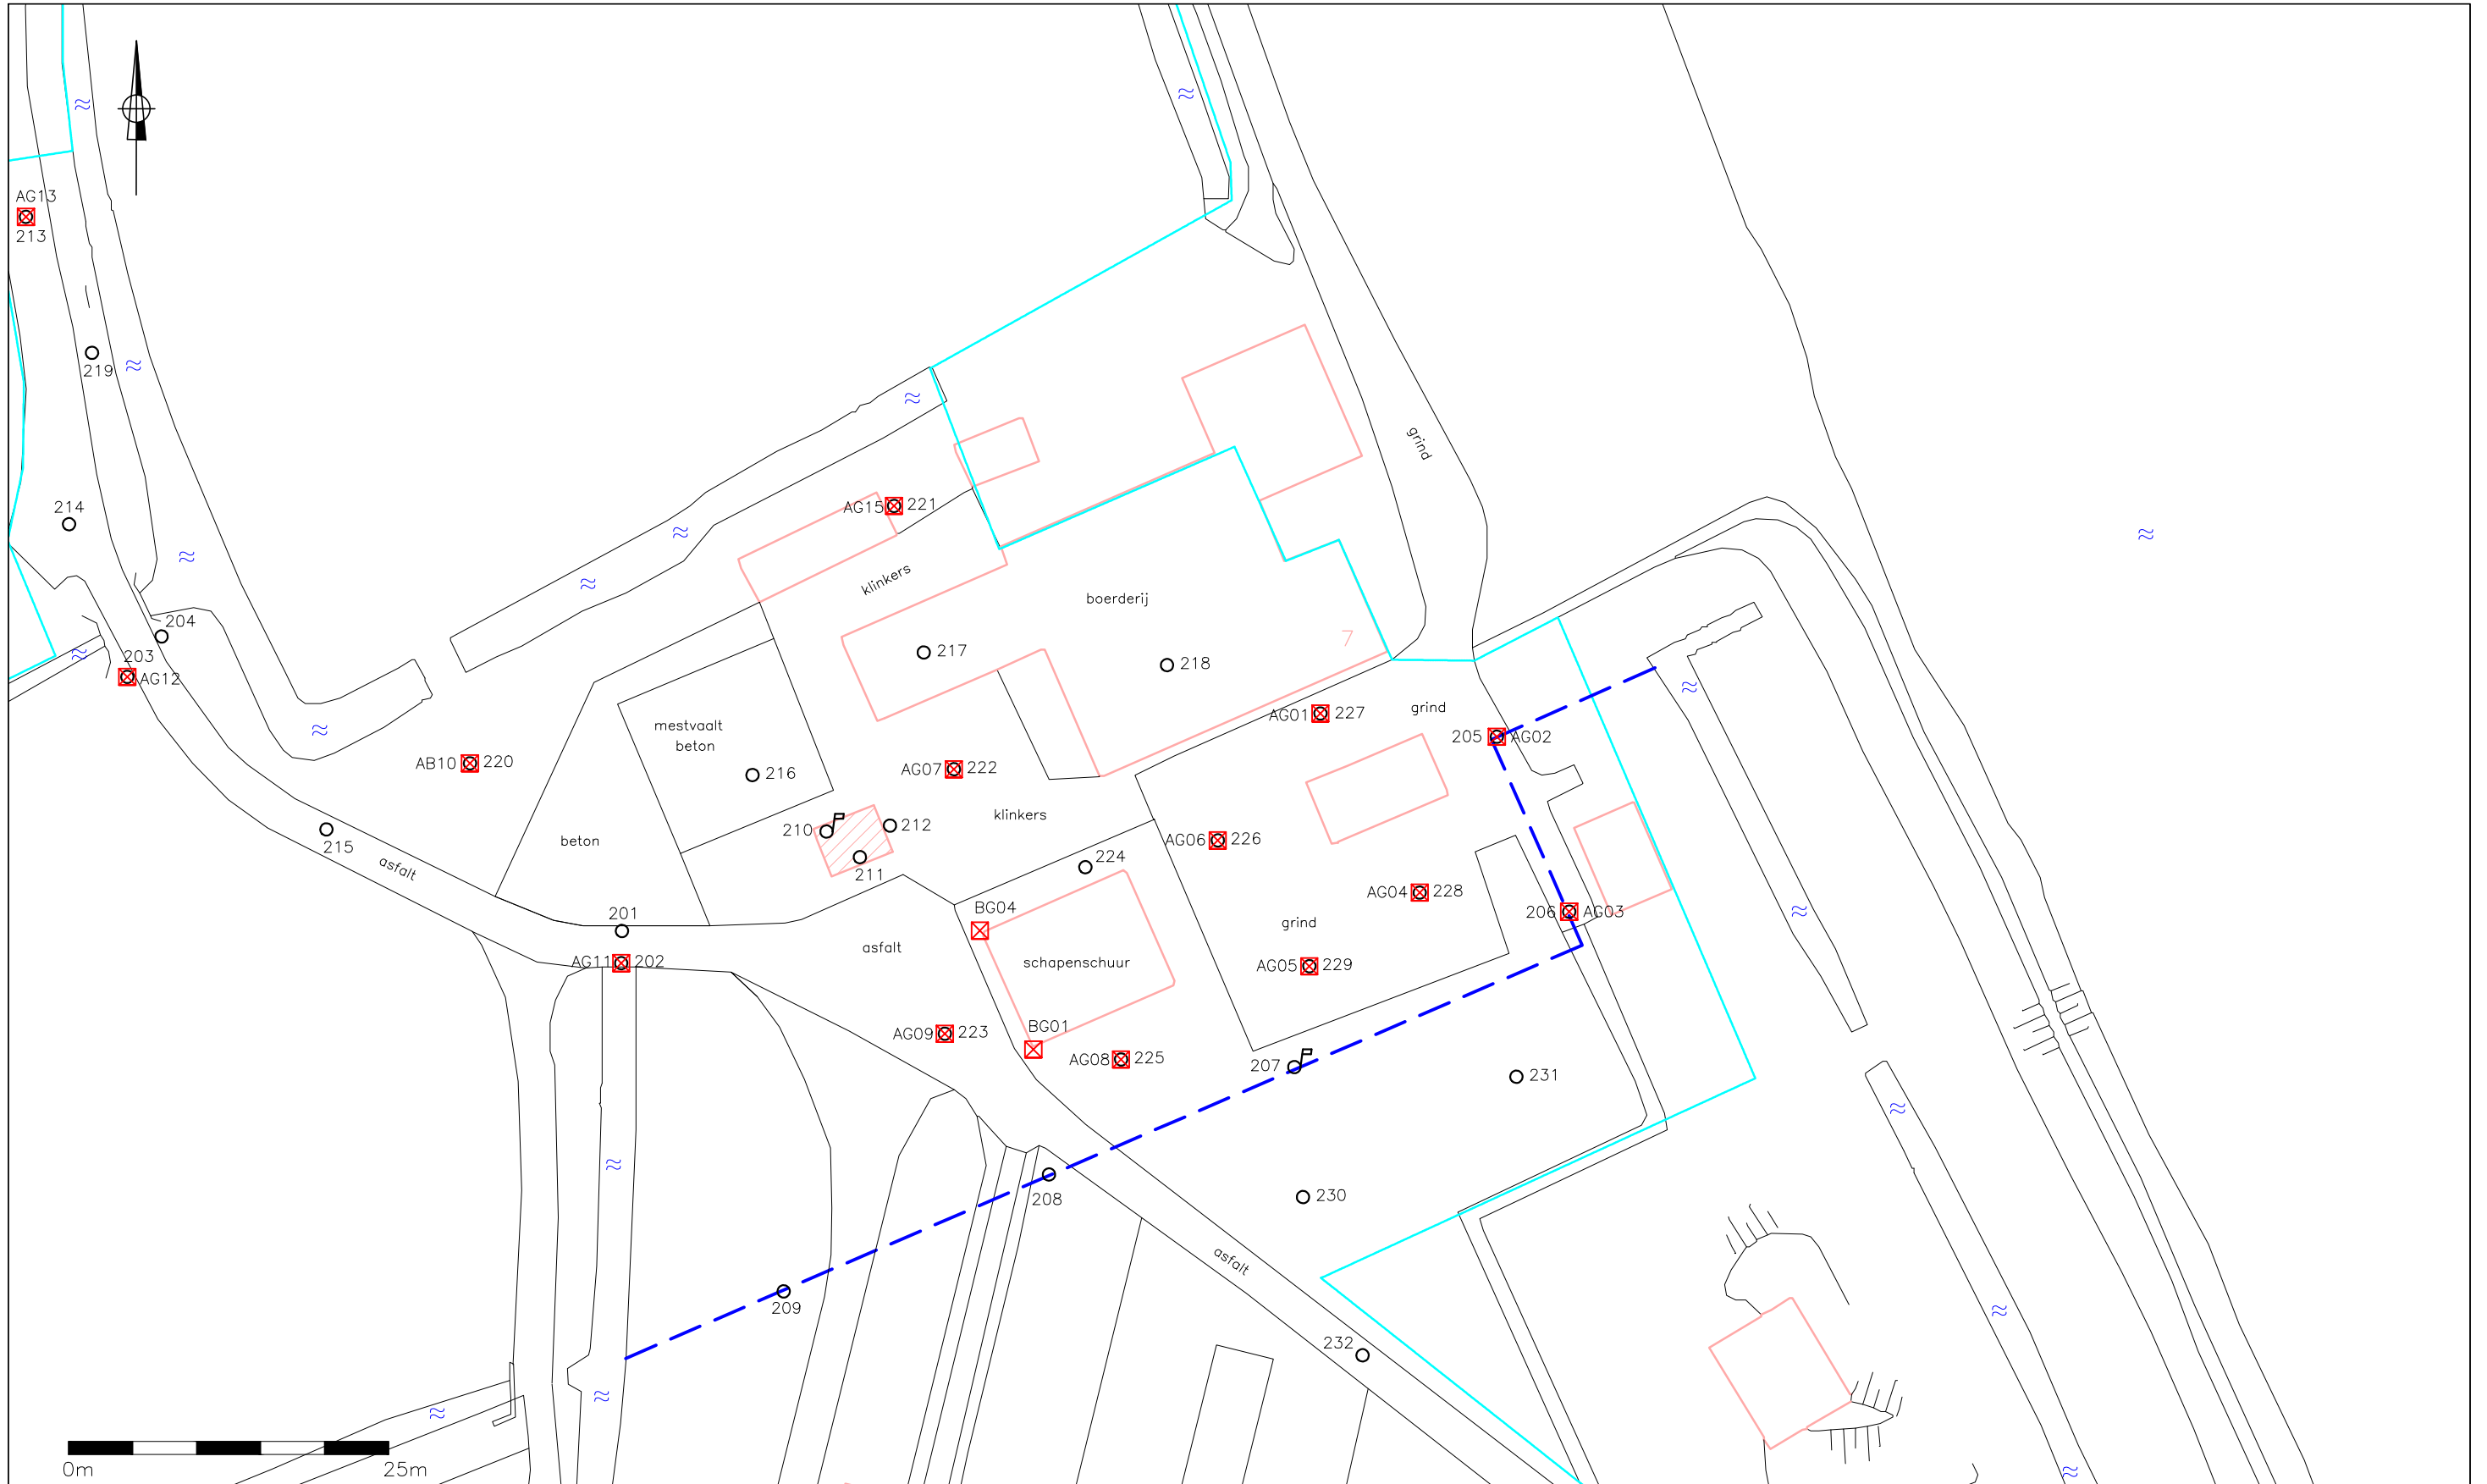 AG13
213
219
214
204
203
AG12
AG15 221
klinkers
grind
boerderij
217
218
7
mestvaalt
beton
216
AB10 220
AG07 222
AG01 227
grind
205 AG02
klinkers
210
212
211
beton
215
asfalt
224
AG06 226
AG04 228
206 AG03
grind
201
BG04
asfalt
schapenschuur
AG11 202
AG05 229
AG09 223
BG01
AG08 225
207
231
208
230
asfalt
209
232
0m 25m